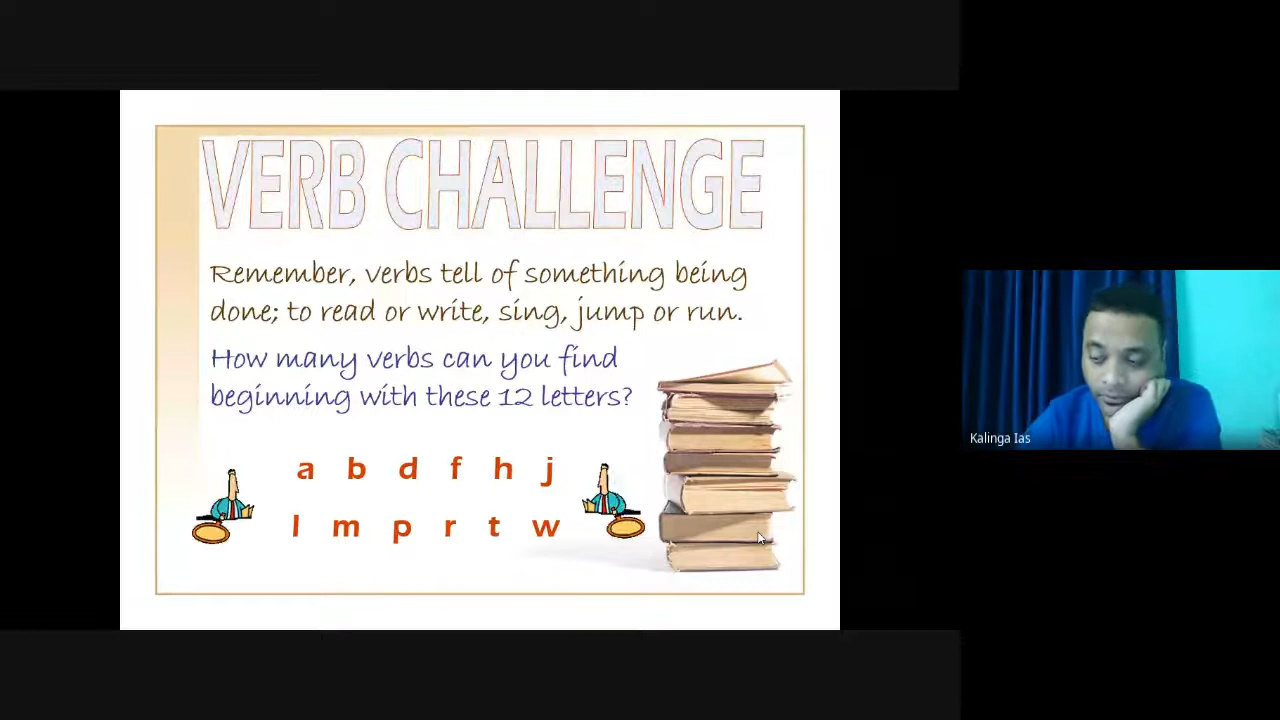 VERB CHALLENGE
Remember, verbs tell of something being
done; to read or write, sing, jump or run.
How many verbs can you find
beginning with these 12 letters?
a b d f h j
l m p r t w
Kalinga Ias